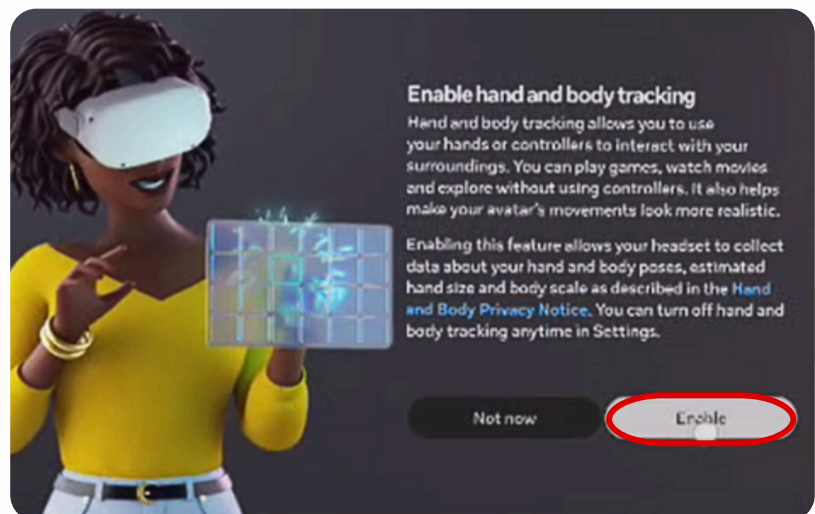 Enable hand and body tracking
Hand and body tracking allows you to use
your hands or controllers to interact with your
surroundings. You can play games, watch movies
and explore without using controllers. It also helps
make your avatar's movements look more realistic.
Enabling this feature allows your headset to collect
data about your hand and body poses, estimated
hand size and body scale as described in the Hand
and Body Privacy Notice. You can turn off hand and
body tracking anytime in Settings.
Not now
Enable